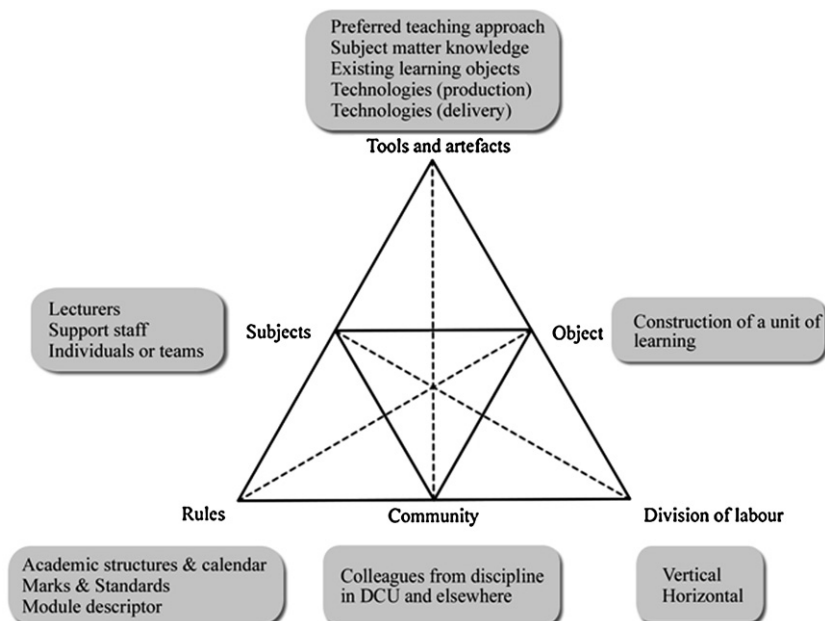 Preferred teaching approach
Subject matter knowledge
Existing learning objects
Technologies (production)
Technologies (delivery)
Tools and artefacts
Lecturers
Support staff
Individuals or teams
Subjects
Object
Construction of a unit of
learning
Rules
Community
Division of labour
Academic structures & calendar
Marks & Standards
Module descriptor
Colleagues from discipline
in DCU and elsewhere
Vertical
Horizontal